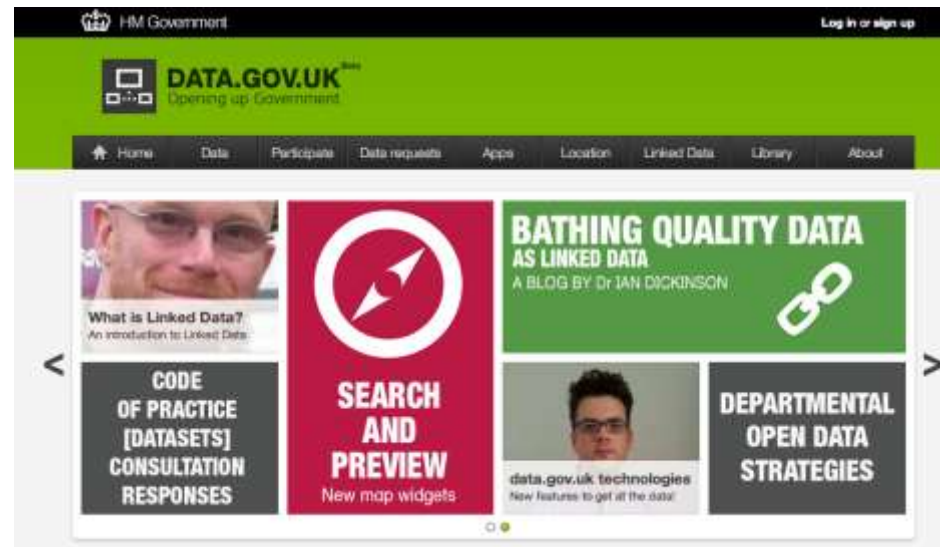 HM Government
Log in or sign up
DATA.GOV.UK Beta
Opening up Government
Home Data Participate Data requests Apps Location Linked Data Library About
What is Linked Data?
An introduction to Linked Data
CODE
OF PRACTICE
[DATASETS]
CONSULTATION
RESPONSES
SEARCH
AND
PREVIEW
New map widgets
BATHING QUALITY DATA
AS LINKED DATA
A BLOG BY Dr IAN DICKINSON
data.gov.uk technologies
New features to get at the data!
DEPARTMENTAL
OPEN DATA
STRATEGIES
<
>